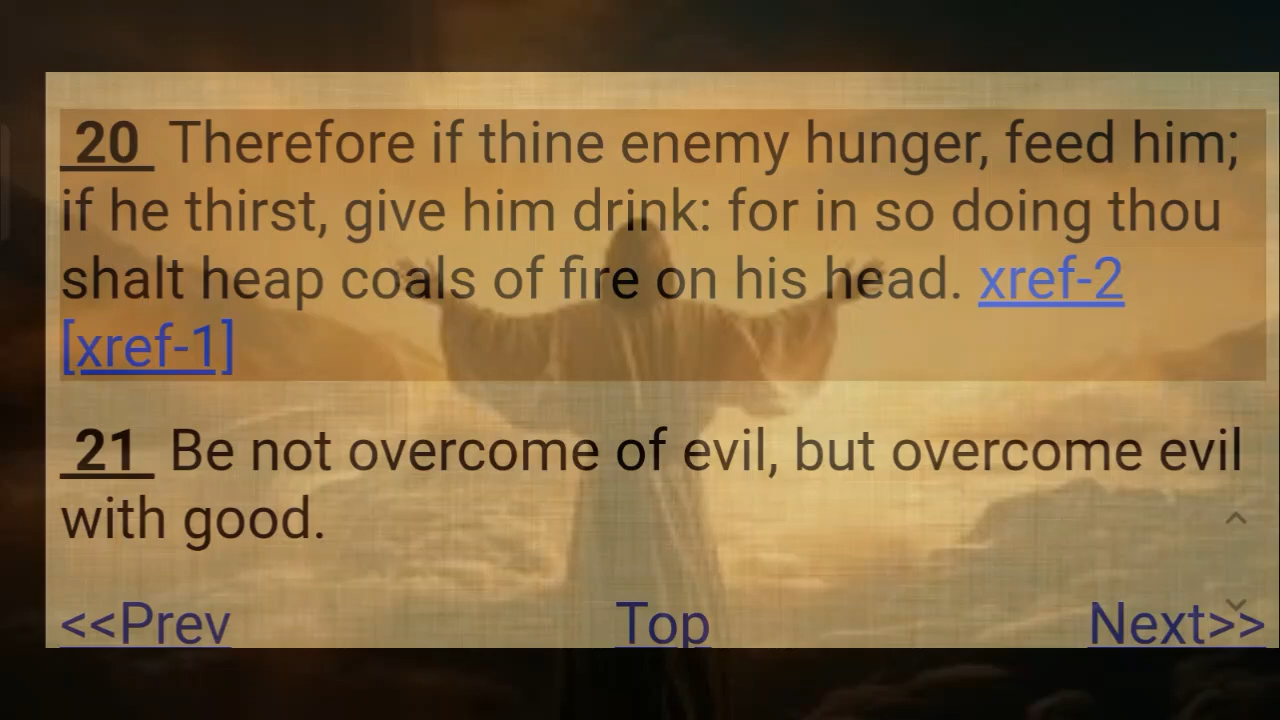 20 Therefore if thine enemy hunger, feed him;
if he thirst, give him drink: for in so doing thou
shalt heap coals of fire on his head. xref-2
[xref-1]
21 Be not overcome of evil, but overcome evil
with good.
<<Prev Top Next>>